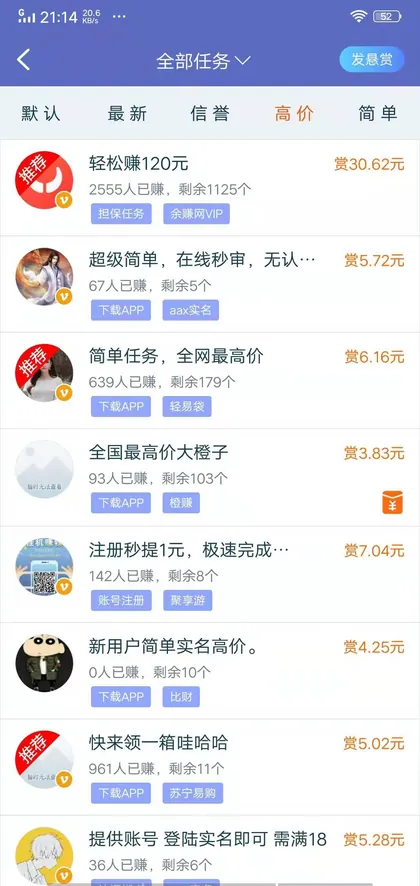 21:14 20.6 KB/s ... 52
全部任务
发悬赏
默认 最新 信誉 高价 简单
推荐
轻松赚120元 赏30.62元
2555人已赚，剩余1125个
担保任务 余赚网VIP
超级简单，在线秒审，无认… 赏5.72元
67人已赚，剩余5个
下载APP aax实名
推荐
简单任务，全网最高价 赏6.16元
639人已赚，剩余179个
下载APP 轻易袋
全国最高价大橙子 赏3.83元
93人已赚，剩余103个
下载APP 橙赚
注册秒提1元，极速完成… 赏7.04元
142人已赚，剩余8个
账号注册 聚享游
新用户简单实名高价。 赏4.25元
0人已赚，剩余10个
下载APP 比财
推荐
快来领一箱哇哈哈 赏5.02元
961人已赚，剩余11个
下载APP 苏宁易购
提供账号 登陆实名即可 需满18 赏5.28元
36人已赚，剩余6个